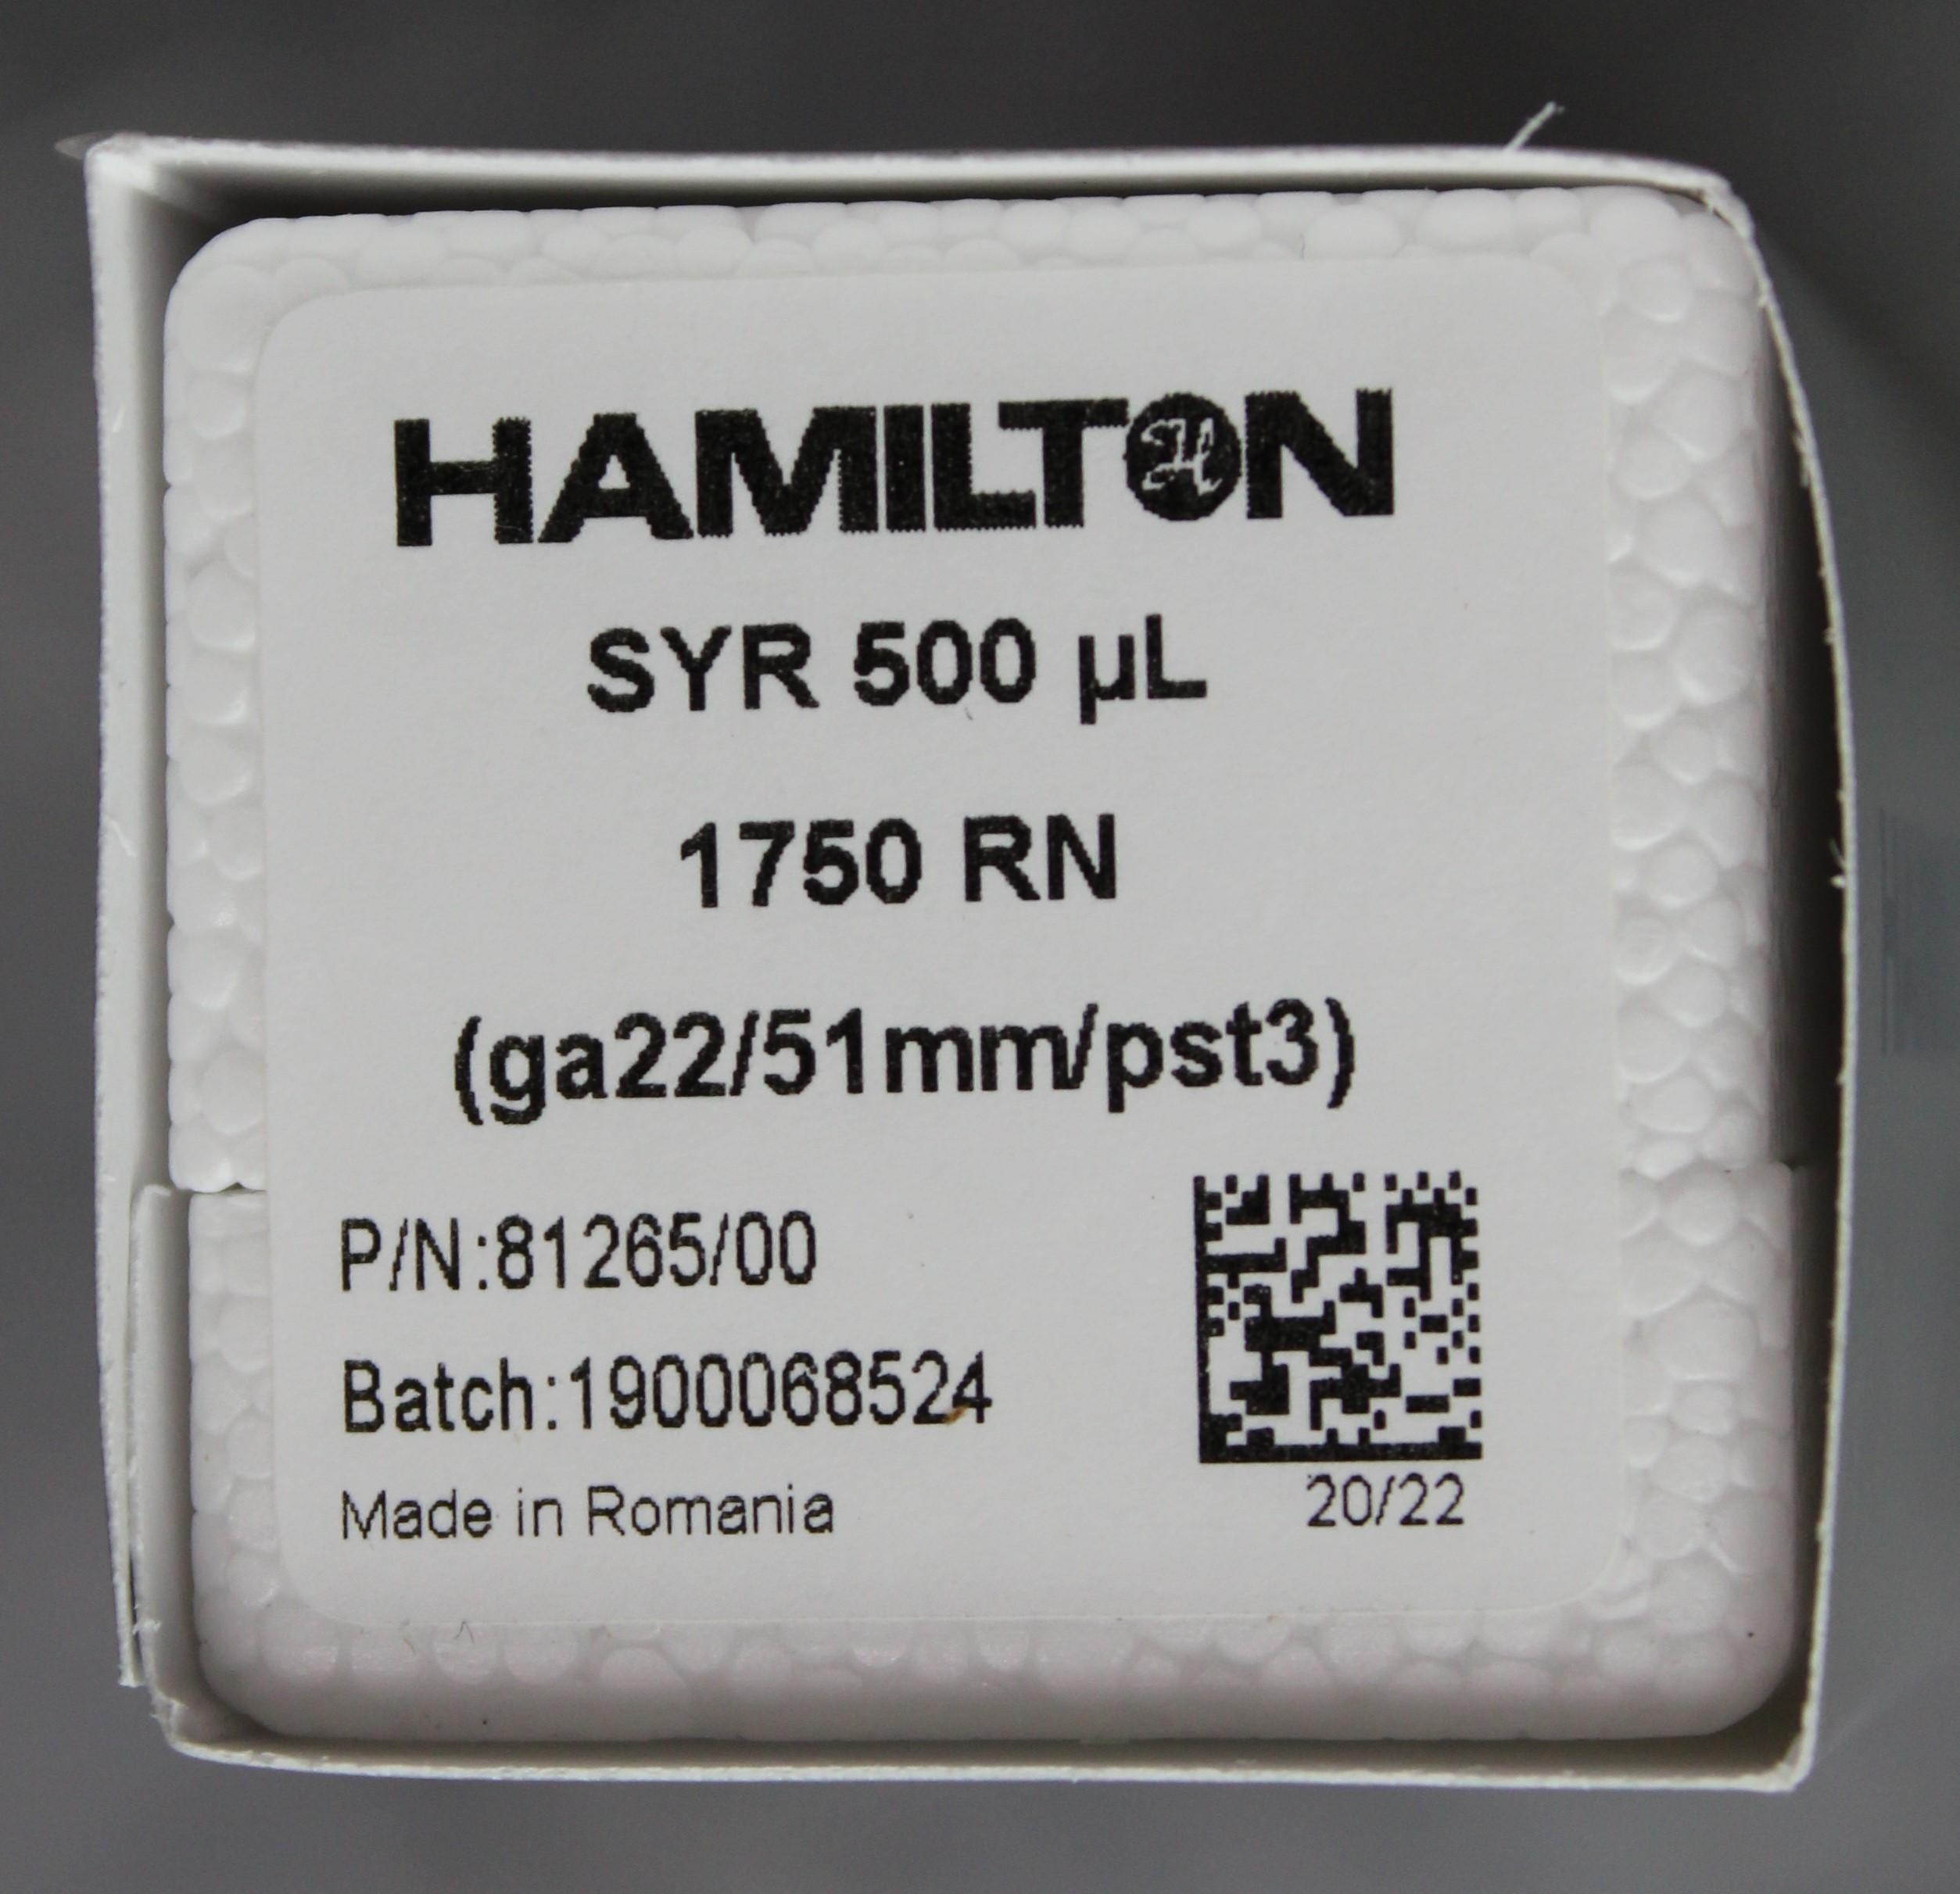 HAMILTON
SYR 500 µL
1750 RN
(ga22/51mm/pst3)
P/N:81265/00
Batch:1900068524
Made in Romania
20/22